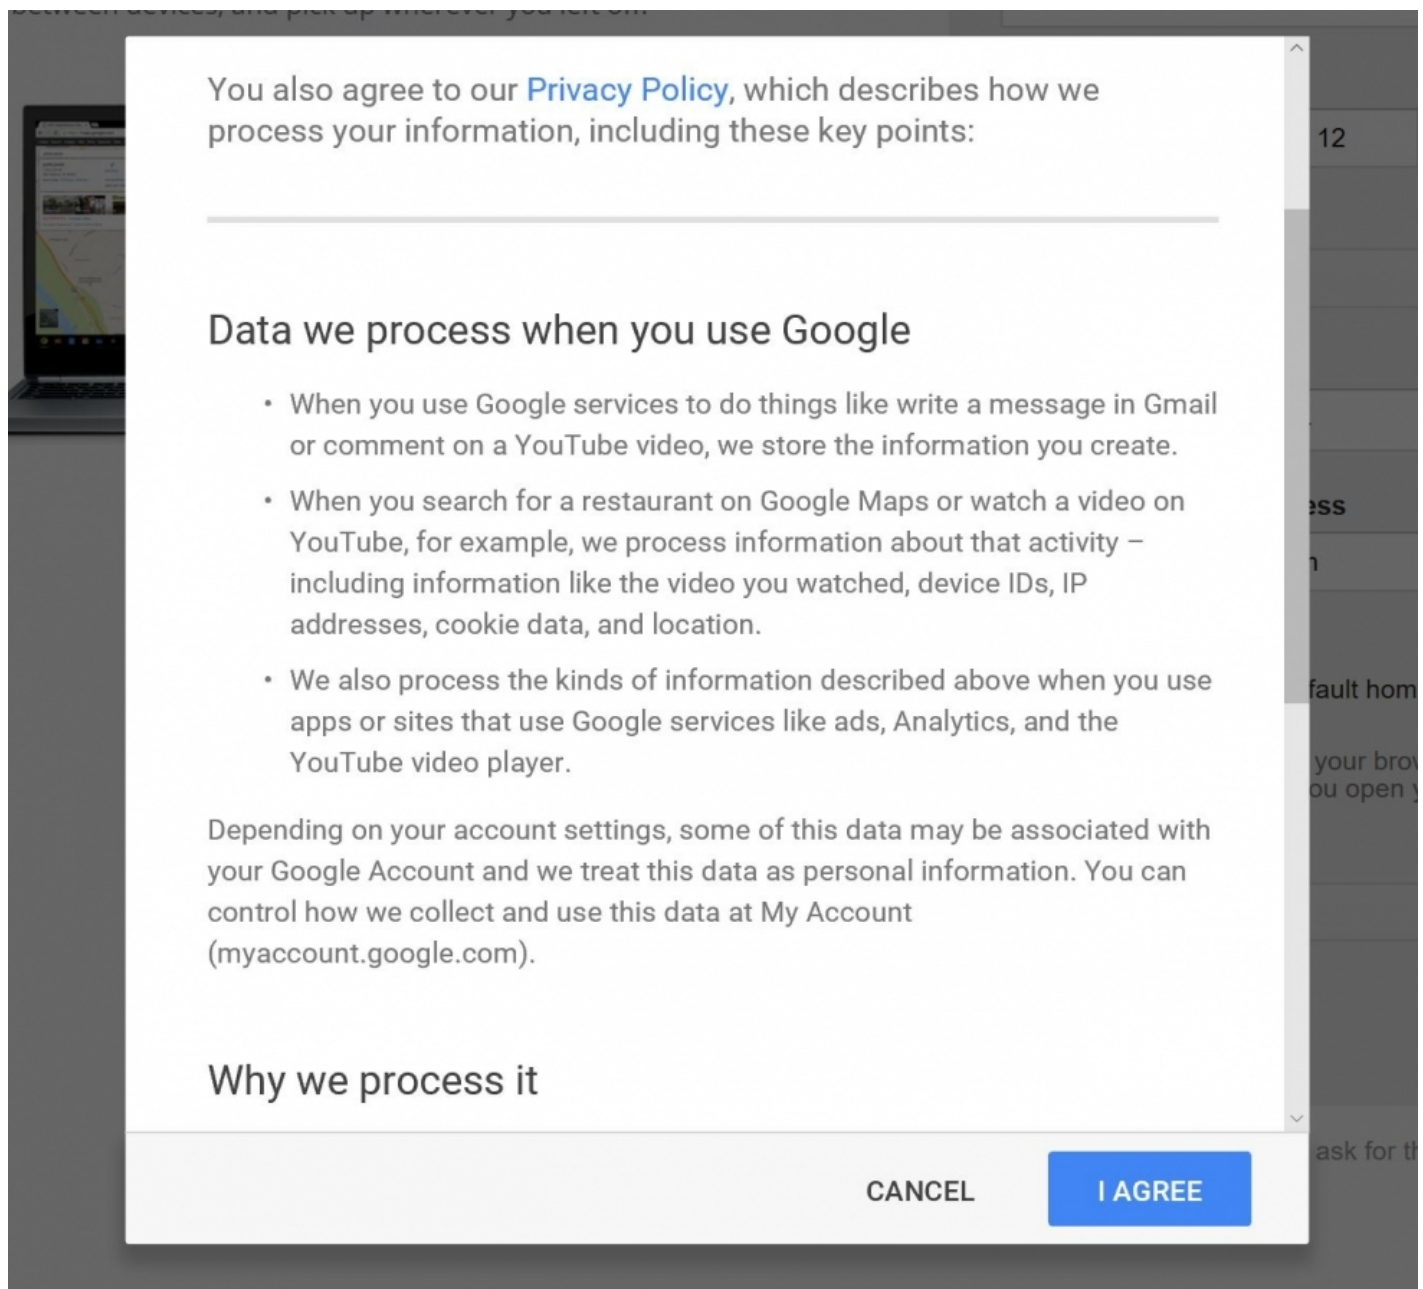 You also agree to our Privacy Policy, which describes how we
process your information, including these key points:
Data we process when you use Google
• When you use Google services to do things like write a message in Gmail
or comment on a YouTube video, we store the information you create.
• When you search for a restaurant on Google Maps or watch a video on
YouTube, for example, we process information about that activity –
including information like the video you watched, device IDs, IP
addresses, cookie data, and location.
• We also process the kinds of information described above when you use
apps or sites that use Google services like ads, Analytics, and the
YouTube video player.
Depending on your account settings, some of this data may be associated with
your Google Account and we treat this data as personal information. You can
control how we collect and use this data at My Account
(myaccount.google.com).
Why we process it
CANCEL
I AGREE
12
your
open
ask for